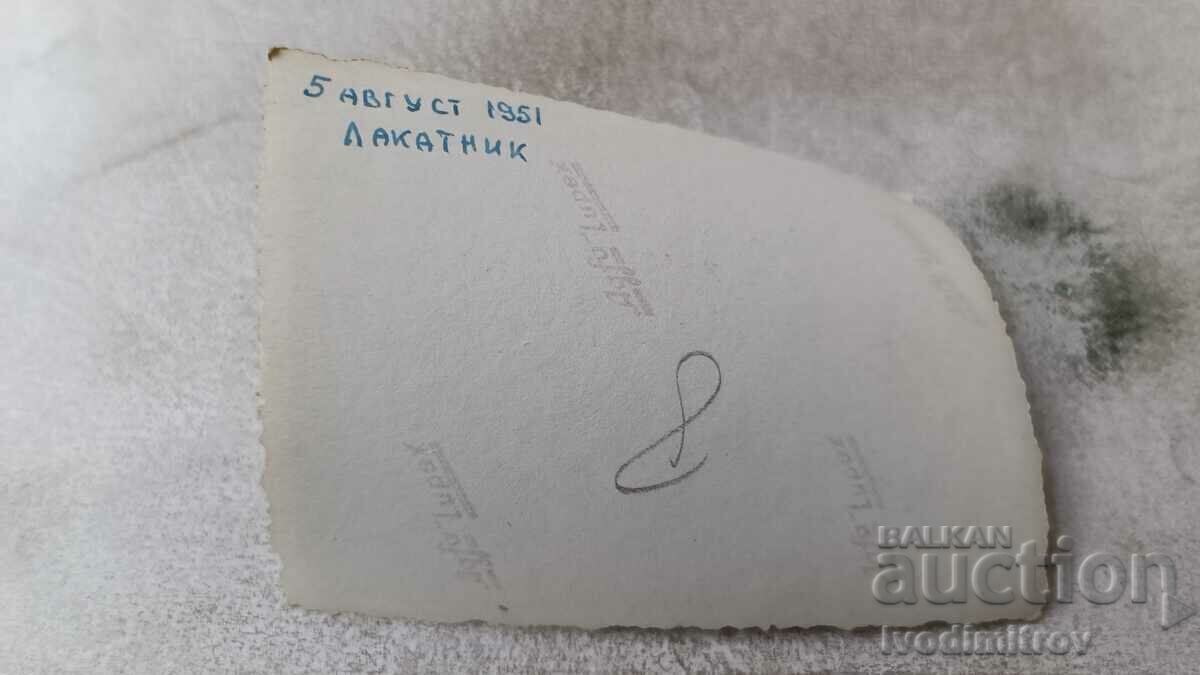 5 АВГУСТ 1951
ЛАКАТНИК
8
BALKAN
auction
Ivodimitrov